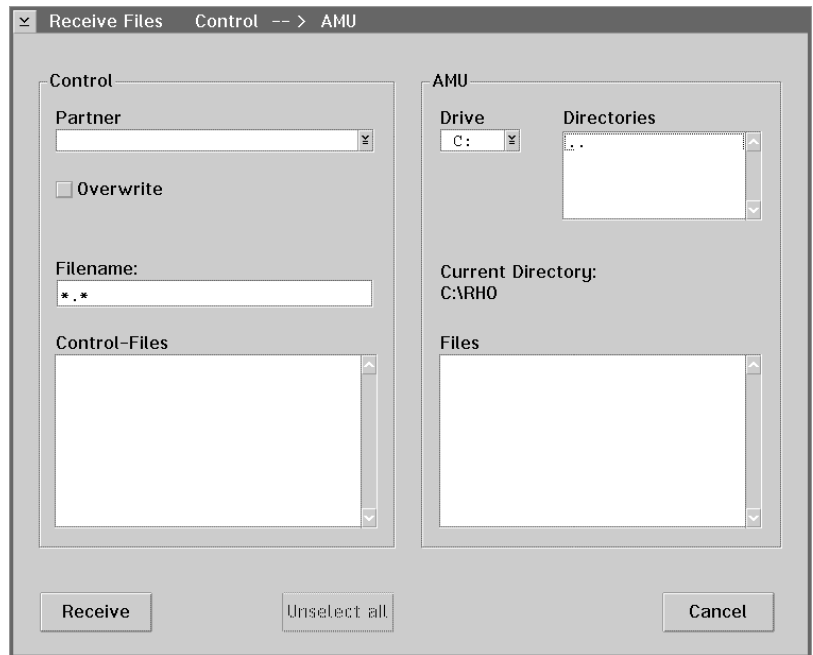 Receive Files Control --> AMU
Control
Partner
Overwrite
Filename:
*.*
Control-Files
AMU
Drive
C:
Directories
..
Current Directory:
C:\RHO
Files
Receive
Unselect all
Cancel